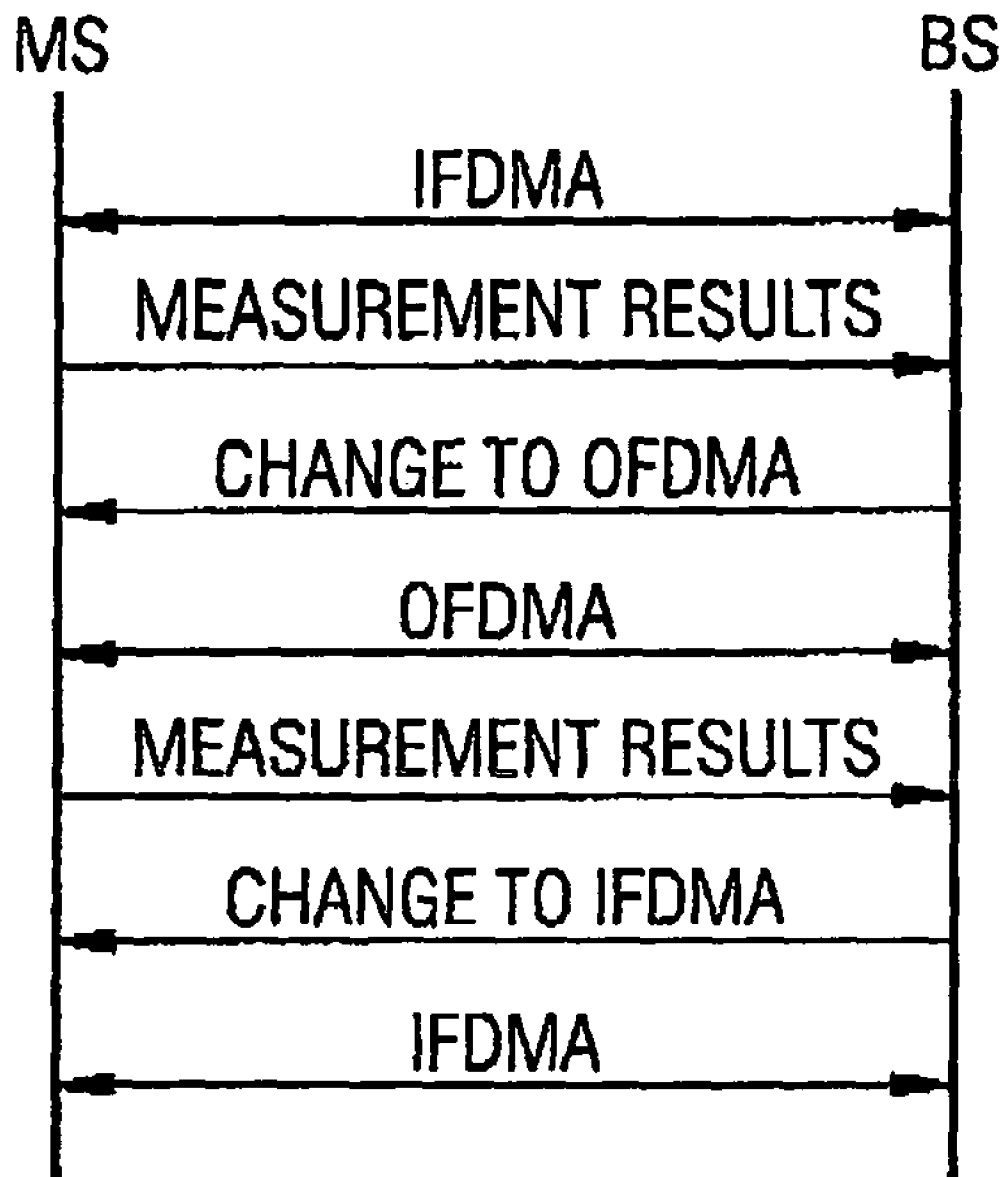 MS BS
IFDMA
MEASUREMENT RESULTS
CHANGE TO OFDMA
OFDMA
MEASUREMENT RESULTS
CHANGE TO IFDMA
IFDMA